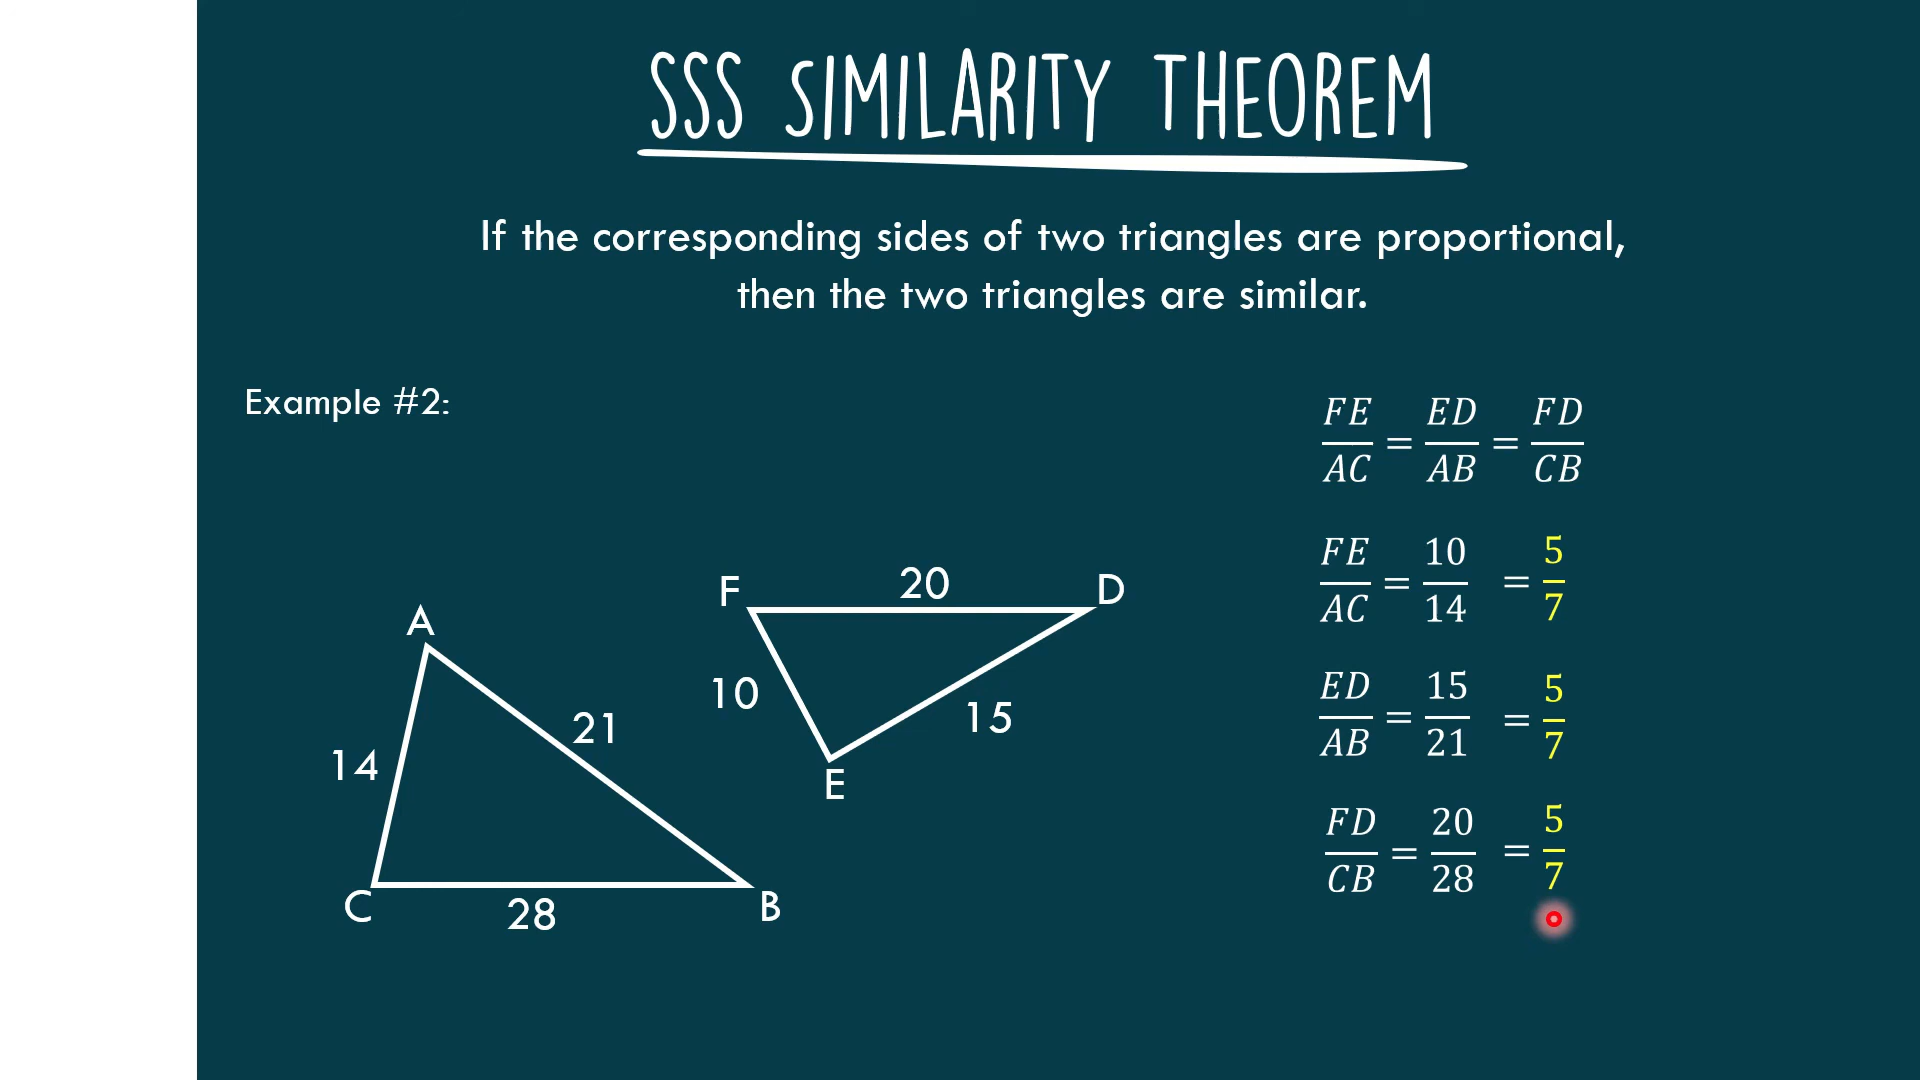 SSS SIMILARITY THEOREM
If the corresponding sides of two triangles are proportional,
then the two triangles are similar.
Example #2:
FE/AC = ED/AB = FD/CB
FE/AC = 10/14 = 5/7
ED/AB = 15/21 = 5/7
FD/CB = 20/28 = 5/7
A
14
21
C
28
B
F
20
D
10
15
E